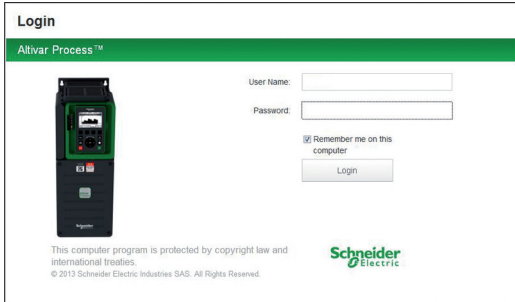 Login
Altivar Process™
User Name:
Password:
Remember me on this
computer
Login
This computer program is protected by copyright law and
international treaties.
© 2013 Schneider Electric Industries SAS. All Rights Reserved.
Schneider
Electric